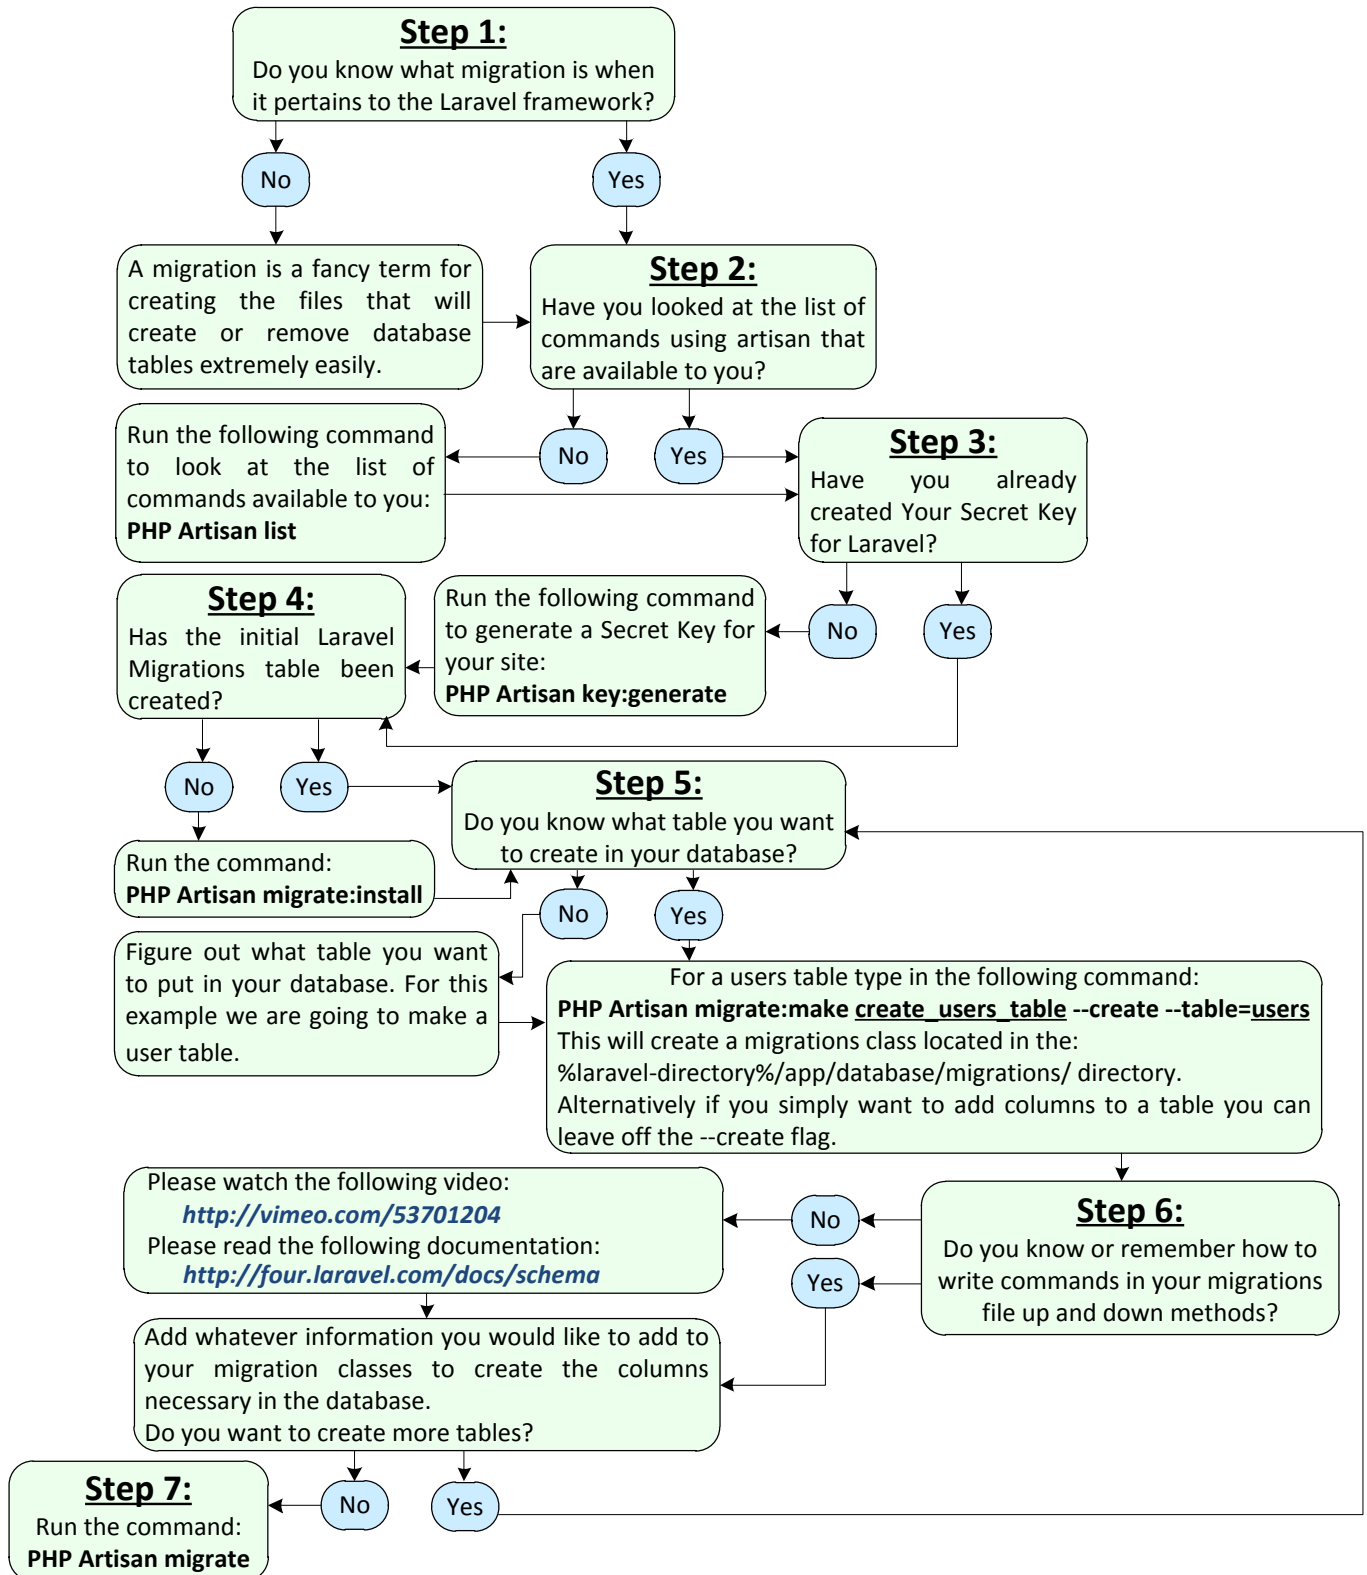 Step 1:
Do you know what migration is when
it pertains to the Laravel framework?
No
Yes
A migration is a fancy term for
creating the files that will
create or remove database
tables extremely easily.
Step 2:
Have you looked at the list of
commands using artisan that
are available to you?
No
Yes
Run the following command
to look at the list of
commands available to you:
PHP Artisan list
Step 3:
Have you already
created Your Secret Key
for Laravel?
No
Yes
Run the following command
to generate a Secret Key for
your site:
PHP Artisan key:generate
Step 4:
Has the initial Laravel
Migrations table been
created?
No
Yes
Run the command:
PHP Artisan migrate:install
Step 5:
Do you know what table you want
to create in your database?
No
Yes
Figure out what table you want
to put in your database. For this
example we are going to make a
user table.
For a users table type in the following command:
PHP Artisan migrate:make create_users_table --create --table=users
This will create a migrations class located in the:
%laravel-directory%/app/database/migrations/ directory.
Alternatively if you simply want to add columns to a table you can
leave off the --create flag.
Step 6:
Do you know or remember how to
write commands in your migrations
file up and down methods?
No
Yes
Please watch the following video:
http://vimeo.com/53701204
Please read the following documentation:
http://four.laravel.com/docs/schema
Add whatever information you would like to add to
your migration classes to create the columns
necessary in the database.
Do you want to create more tables?
No
Yes
Step 7:
Run the command:
PHP Artisan migrate